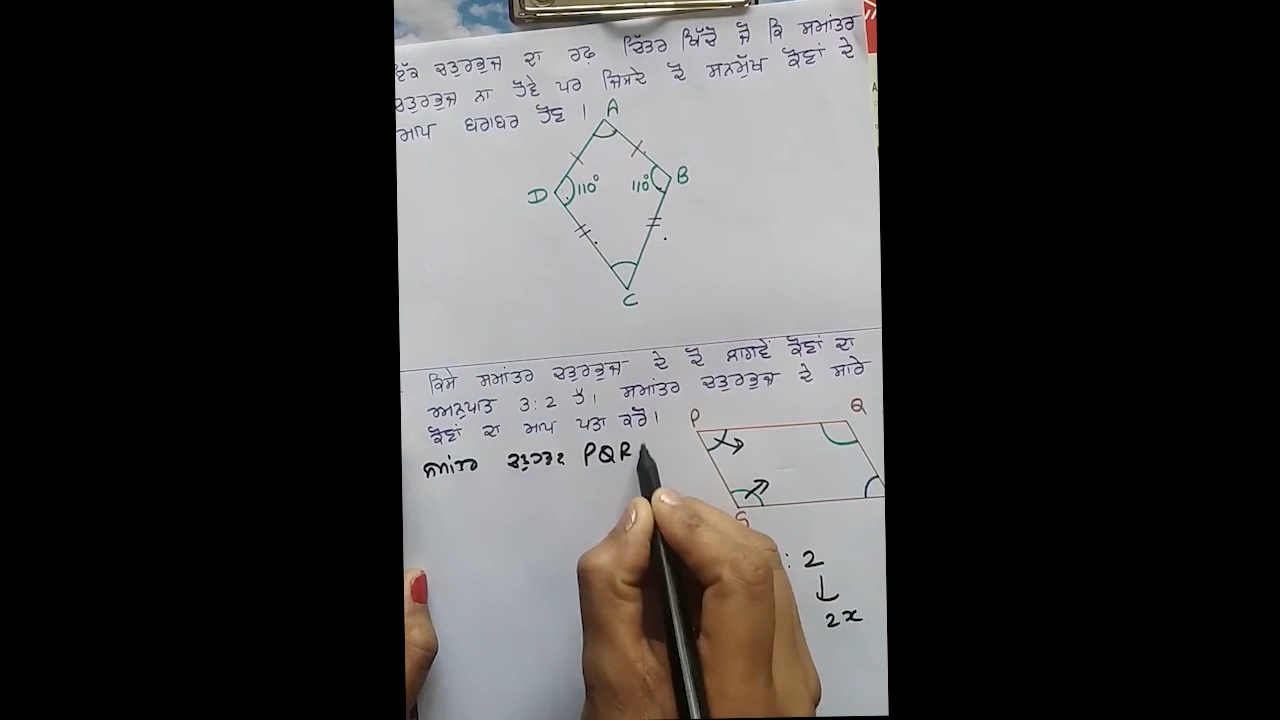 ਇੱਕ ਚਤੁਰਭੁਜ ਦਾ ਰਫ਼ ਚਿੱਤਰ ਖਿੱਚੋ ਜੋ ਕਿ ਸਮਾਂਤਰ
ਚਤੁਰਭੁਜ ਨਾ ਹੋਵੇ ਪਰ ਜਿਸਦੇ ਦੋ ਸਨਮੁੱਖ ਕੋਣਾਂ ਦੇ
ਮਾਪ ਬਰਾਬਰ ਹੋਣ ।
A
D 110° 110° B
C
ਕਿਸੇ ਸਮਾਂਤਰ ਚਤੁਰਭੁਜ ਦੇ ਦੋ ਲਾਗਵੇਂ ਕੋਣਾਂ ਦਾ
ਅਨੁਪਾਤ 3:2 ਹੈ। ਸਮਾਂਤਰ ਚਤੁਰਭੁਜ ਦੇ ਸਾਰੇ
ਕੋਣਾਂ ਦਾ ਮਾਪ ਪਤਾ ਕਰੋ।
P Q
ਸਮਾਂਤਰ ਚਤੁਰਭੁਜ PQR
S
: 2
2x